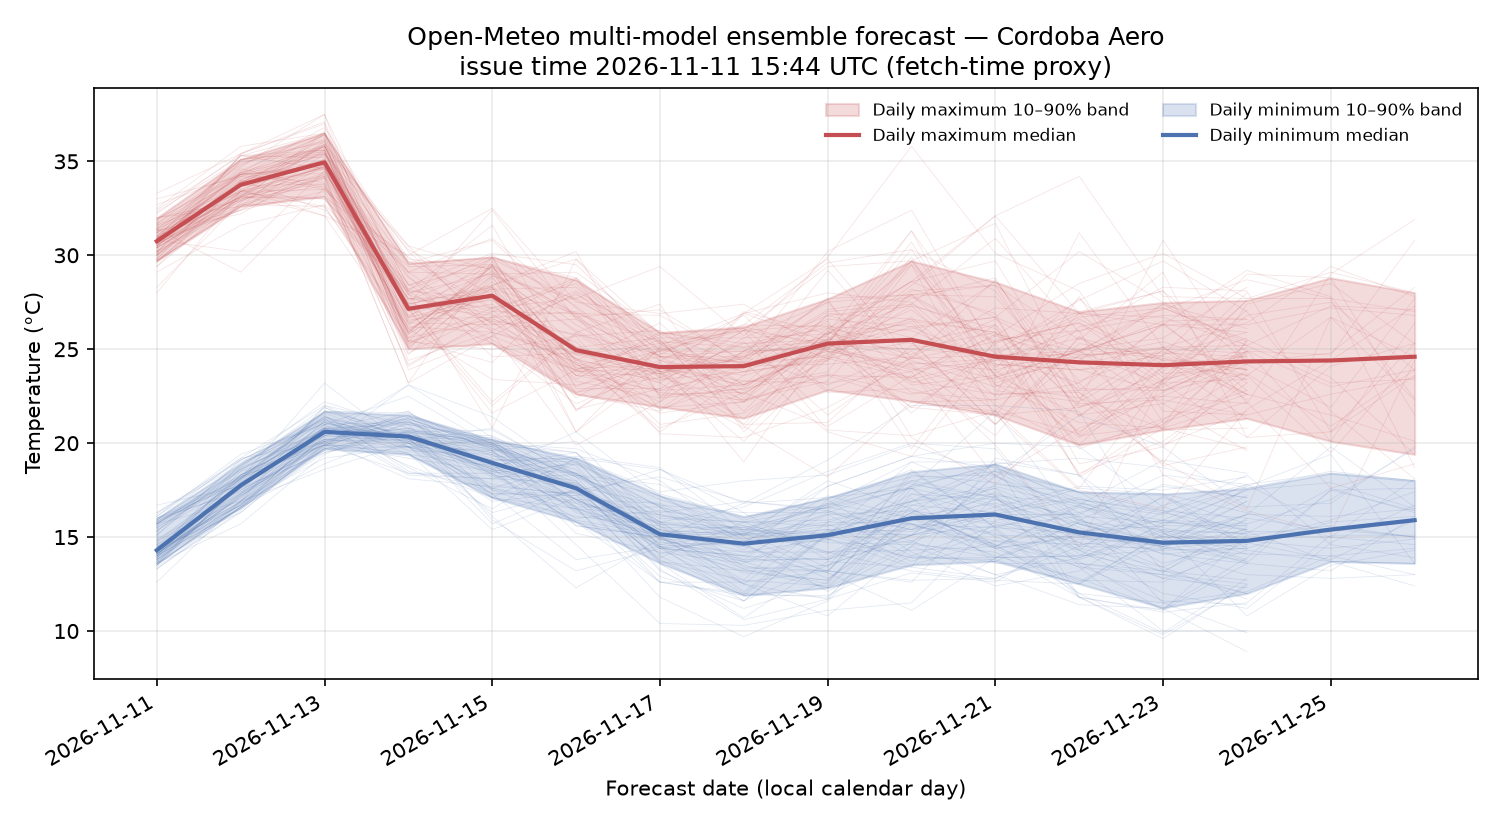 Open-Meteo multi-model ensemble forecast — Cordoba Aero
issue time 2026-11-11 15:44 UTC (fetch-time proxy)
Daily maximum 10–90% band
Daily maximum median
Daily minimum 10–90% band
Daily minimum median
Temperature (°C)
35
30
25
20
15
10
2026-11-11
2026-11-13
2026-11-15
2026-11-17
2026-11-19
2026-11-21
2026-11-23
2026-11-25
Forecast date (local calendar day)